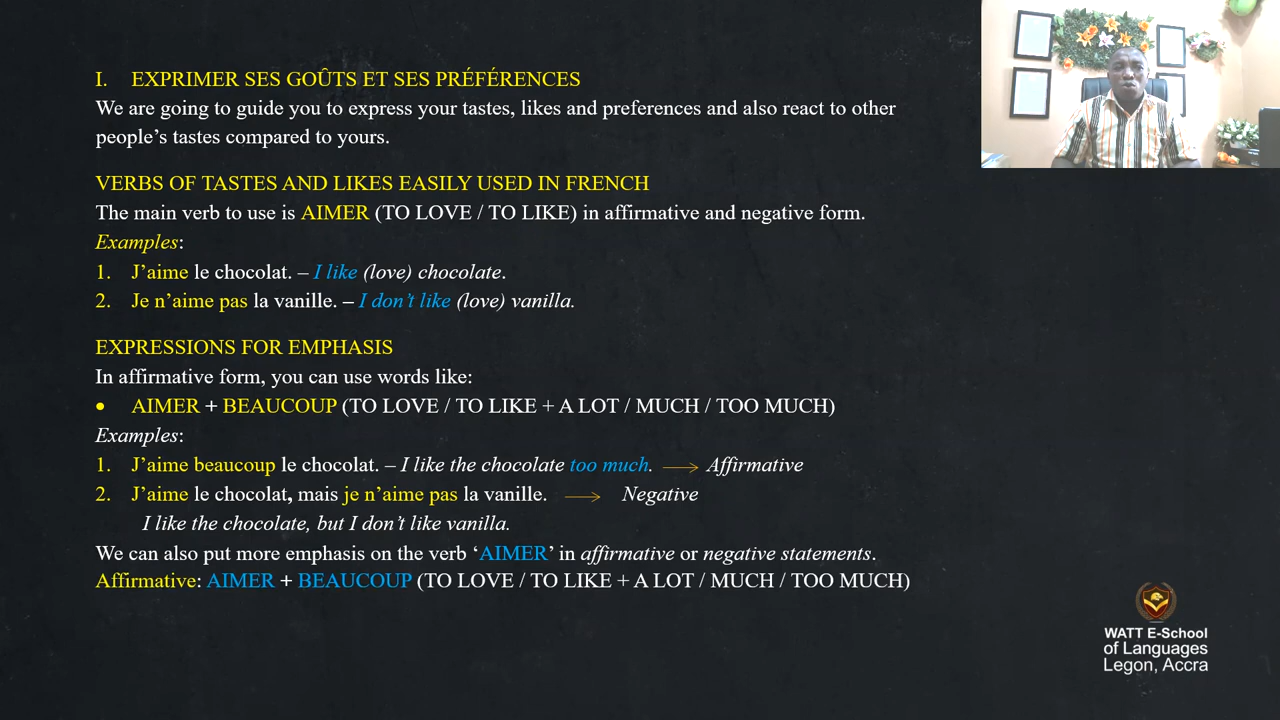 I. EXPRIMER SES GOÛTS ET SES PRÉFÉRENCES
We are going to guide you to express your tastes, likes and preferences and also react to other
people's tastes compared to yours.
VERBS OF TASTES AND LIKES EASILY USED IN FRENCH
The main verb to use is AIMER (TO LOVE / TO LIKE) in affirmative and negative form.
Examples:
1. J'aime le chocolat. – I like (love) chocolate.
2. Je n'aime pas la vanille. – I don't like (love) vanilla.
EXPRESSIONS FOR EMPHASIS
In affirmative form, you can use words like:
• AIMER + BEAUCOUP (TO LOVE / TO LIKE + A LOT / MUCH / TOO MUCH)
Examples:
1. J'aime beaucoup le chocolat. – I like the chocolate too much. → Affirmative
2. J'aime le chocolat, mais je n'aime pas la vanille. → Negative
I like the chocolate, but I don't like vanilla.
We can also put more emphasis on the verb 'AIMER' in affirmative or negative statements.
Affirmative: AIMER + BEAUCOUP (TO LOVE / TO LIKE + A LOT / MUCH / TOO MUCH)
WATT E-School
of Languages
Legon, Accra